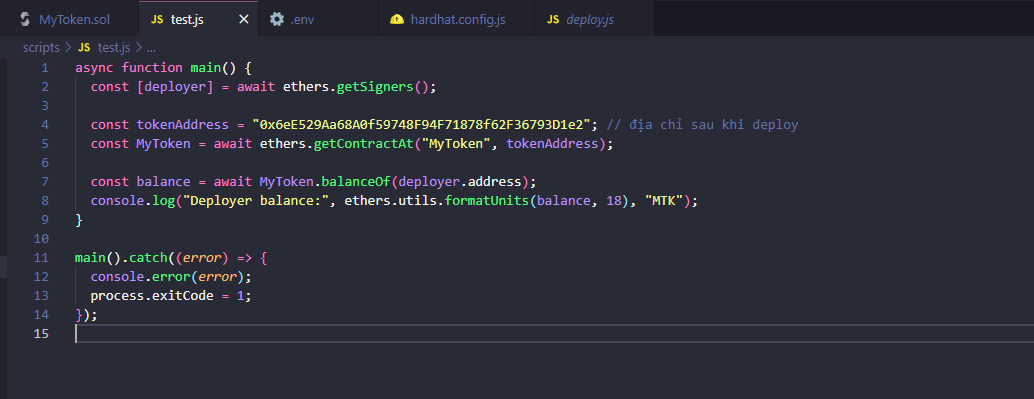 MyToken.sol
JS test.js
.env
hardhat.config.js
JS deploy.js
scripts > JS test.js > ...
1 async function main() {
2 const [deployer] = await ethers.getSigners();
3
4 const tokenAddress = "0x6eE529Aa68A0f59748F94F71878f62F36793D1e2"; // địa chỉ sau khi deploy
5 const MyToken = await ethers.getContractAt("MyToken", tokenAddress);
6
7 const balance = await MyToken.balanceOf(deployer.address);
8 console.log("Deployer balance:", ethers.utils.formatUnits(balance, 18), "MTK");
9 }
10
11 main().catch((error) => {
12 console.error(error);
13 process.exitCode = 1;
14 });
15